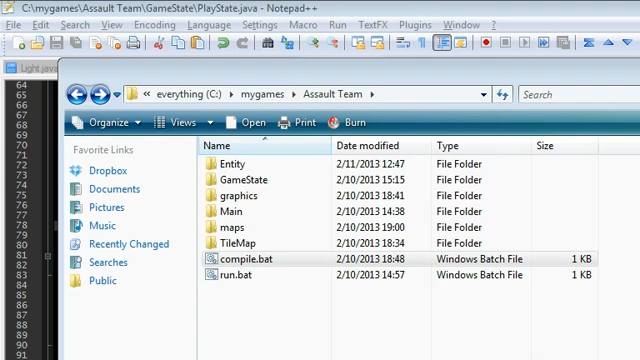 C:\mygames\Assault Team\GameState\PlayState.java - Notepad++
File Edit Search View Encoding Language Settings Macro Run TextFX Plugins Window ?
Light.java
everything (C:) mygames Assault Team Search
Organize Views Open Print Burn
Favorite Links Name Date modified Type Size
Dropbox
Documents
Pictures
Music
Recently Changed
Searches
Public
Entity 2/11/2013 12:47 File Folder
GameState 2/10/2013 15:15 File Folder
graphics 2/10/2013 18:41 File Folder
Main 2/10/2013 14:38 File Folder
maps 2/10/2013 19:00 File Folder
TileMap 2/10/2013 18:34 File Folder
compile.bat 2/10/2013 18:48 Windows Batch File 1 KB
run.bat 2/10/2013 14:57 Windows Batch File 1 KB
64
65
66
67
68
69
70
71
72
73
74
75
76
77
78
79
80
81
82
83
84
85
86
87
88
89
90
91